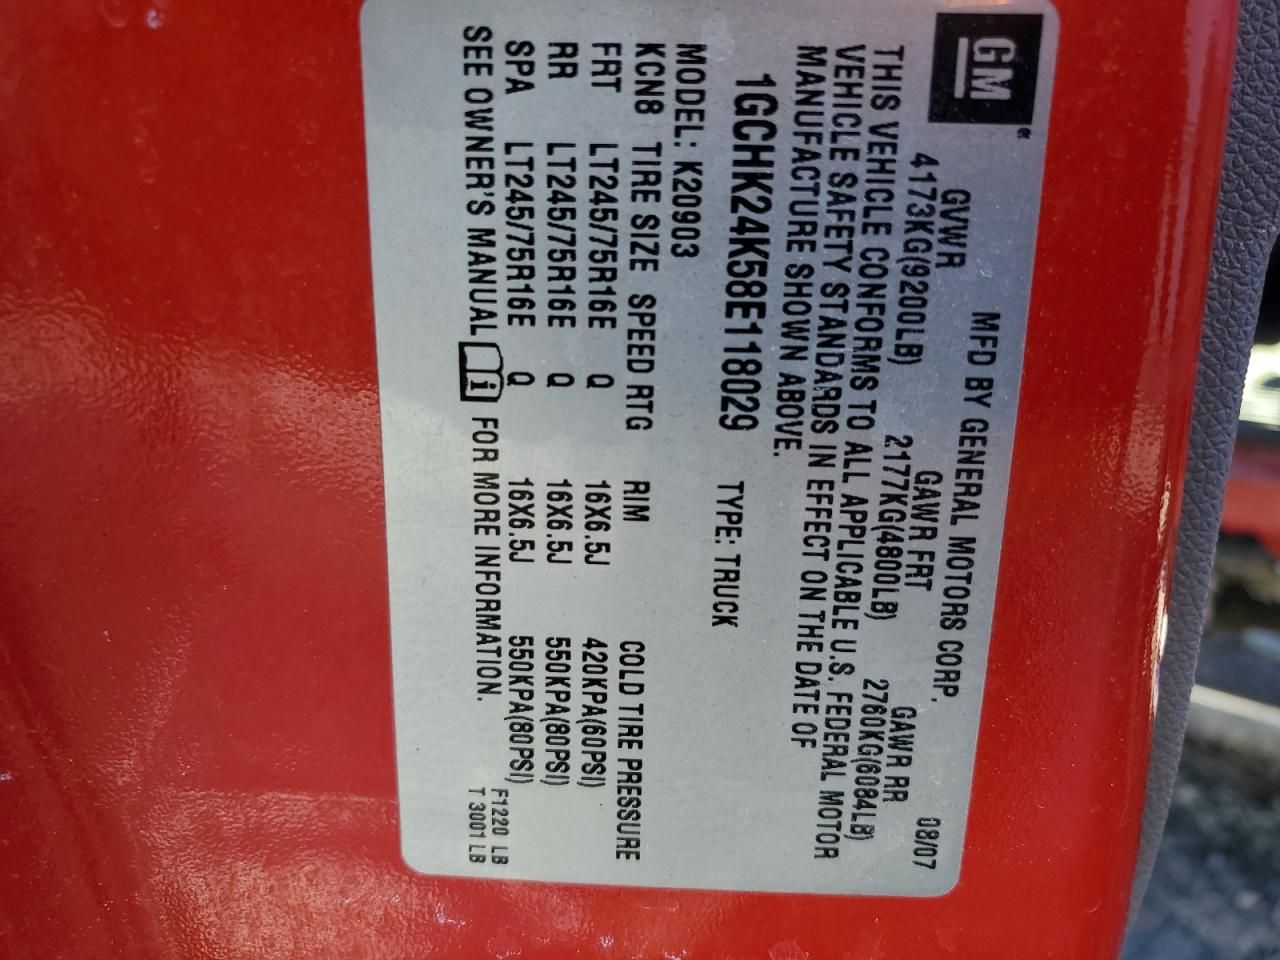 GM
MFD BY GENERAL MOTORS CORP.
08/07
GVWR GAWR FRT GAWR RR
4173KG(9200LB) 2177KG(4800LB) 2760KG(6084LB)
THIS VEHICLE CONFORMS TO ALL APPLICABLE U.S. FEDERAL MOTOR
VEHICLE SAFETY STANDARDS IN EFFECT ON THE DATE OF
MANUFACTURE SHOWN ABOVE.
1GCHK24K58E118029 TYPE: TRUCK
MODEL: K20903
KCN8 TIRE SIZE SPEED RTG RIM COLD TIRE PRESSURE
FRT LT245/75R16E Q 16X6.5J 420KPA(60PSI)
RR LT245/75R16E Q 16X6.5J 550KPA(80PSI)
SPA LT245/75R16E Q 16X6.5J 550KPA(80PSI)
SEE OWNER'S MANUAL i FOR MORE INFORMATION.
F1220 LB
T 3001 LB